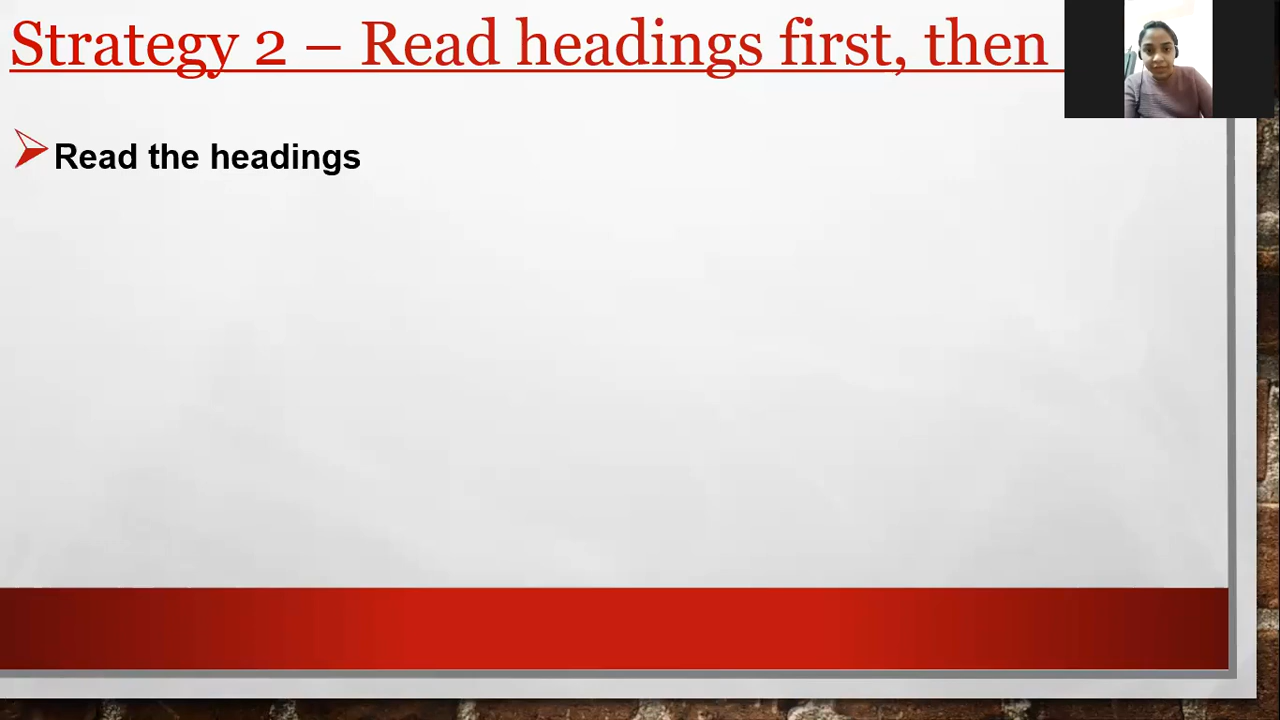 Strategy 2 – Read headings first, then
Read the headings